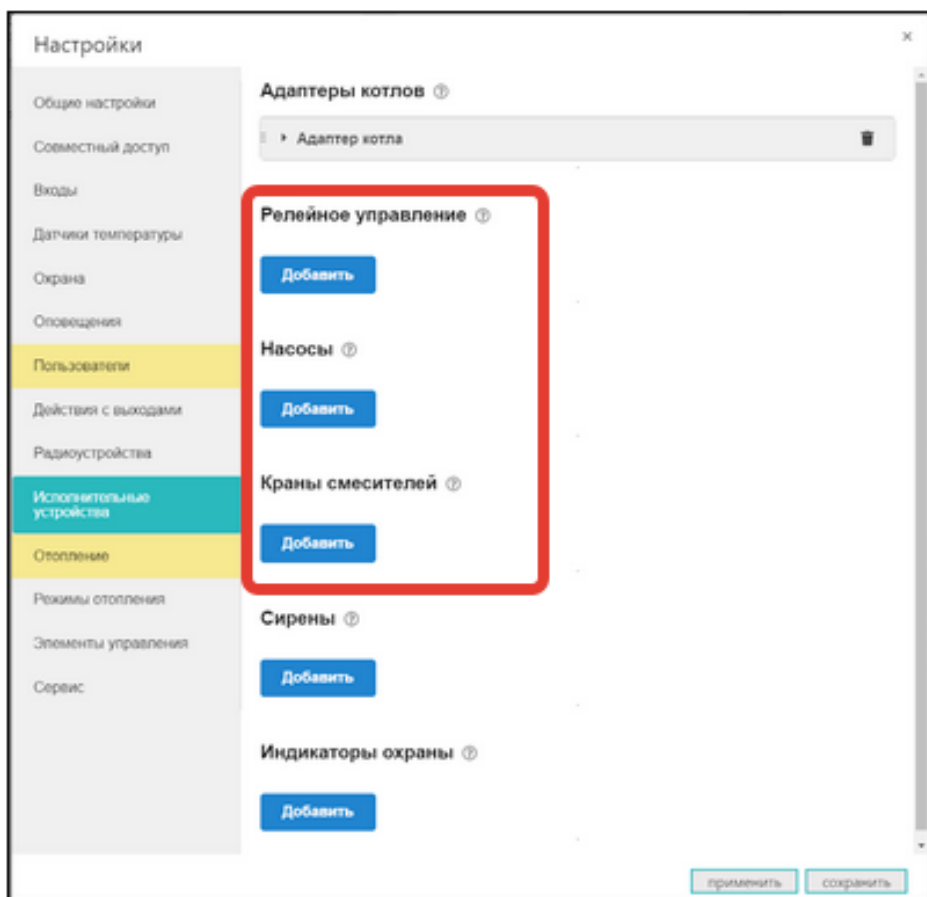 Настройки
Общие настройки
Совместный доступ
Входы
Датчики температуры
Охрана
Оповещения
Пользователи
Действия с выходами
Радиоустройства
Исполнительные
устройства
Отопление
Режимы отопления
Элементы управления
Сервис
Адаптеры котлов
Адаптер котла
Релейное управление
Добавить
Насосы
Добавить
Краны смесителей
Добавить
Сирены
Добавить
Индикаторы охраны
Добавить
применить
сохранить